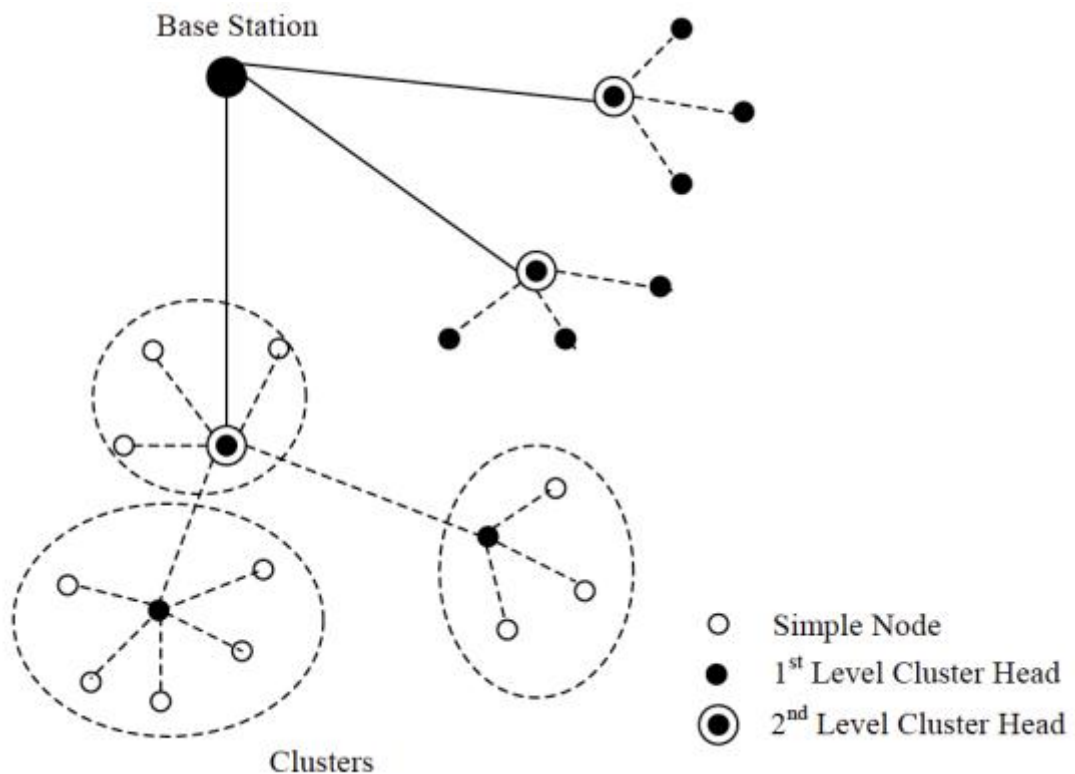 Base Station
Simple Node
1st Level Cluster Head
2nd Level Cluster Head
Clusters